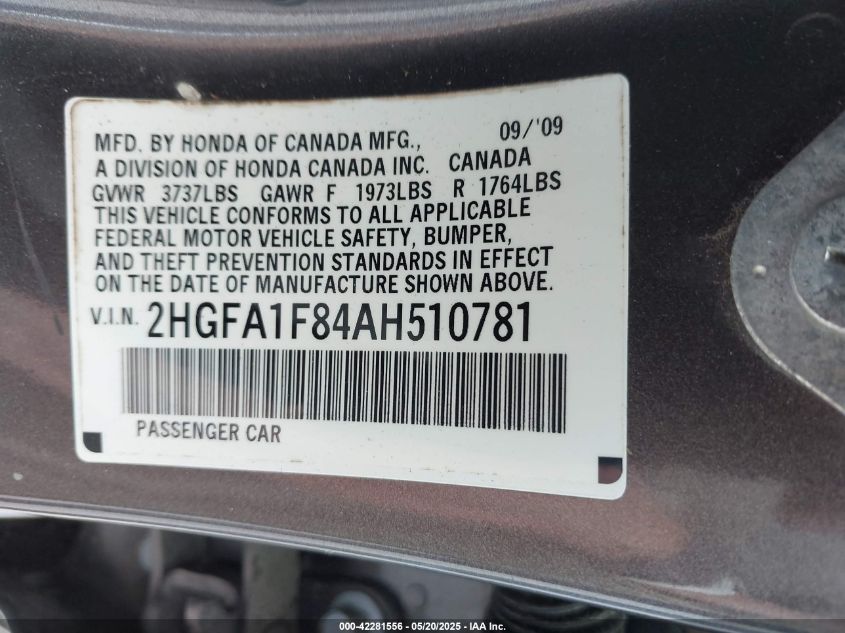 MFD. BY HONDA OF CANADA MFG., 09/'09
A DIVISION OF HONDA CANADA INC. CANADA
GVWR 3737LBS GAWR F 1973LBS R 1764LBS
THIS VEHICLE CONFORMS TO ALL APPLICABLE
FEDERAL MOTOR VEHICLE SAFETY, BUMPER,
AND THEFT PREVENTION STANDARDS IN EFFECT
ON THE DATE OF MANUFACTURE SHOWN ABOVE.
V.I.N. 2HGFA1F84AH510781
PASSENGER CAR
000-42281556 — 05/20/2025 — IAA Inc.